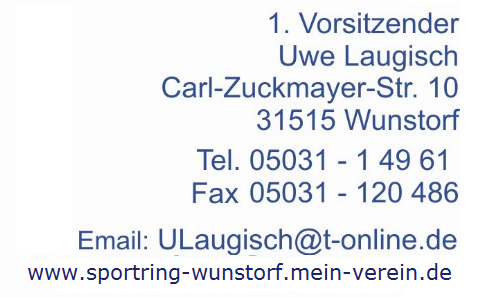 1. Vorsitzender
Uwe Laugisch
Carl-Zuckmayer-Str. 10
31515 Wunstorf
Tel. 05031 - 1 49 61
Fax 05031 - 120 486
Email: ULaugisch@t-online.de
www.sportring-wunstorf.mein-verein.de